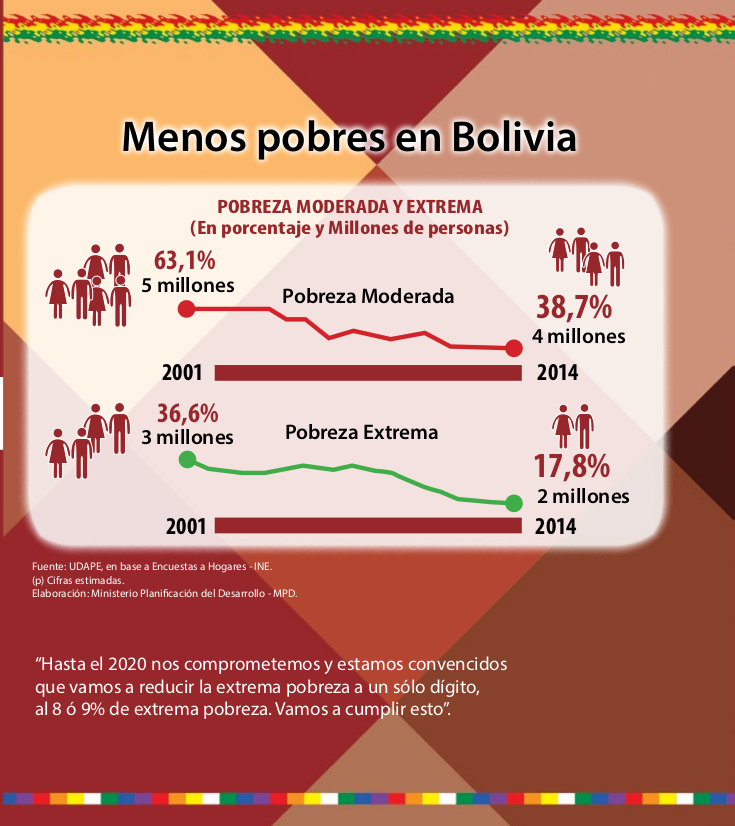 Menos pobres en Bolivia
POBREZA MODERADA Y EXTREMA
(En porcentaje y Millones de personas)
63,1%
5 millones
Pobreza Moderada
38,7%
4 millones
2001
2014
36,6%
3 millones
Pobreza Extrema
17,8%
2 millones
2001
2014
Fuente: UDAPE, en base a Encuestas a Hogares - INE.
(p) Cifras estimadas.
Elaboración: Ministerio Planificación del Desarrollo - MPD.
“Hasta el 2020 nos comprometemos y estamos convencidos
que vamos a reducir la extrema pobreza a un sólo dígito,
al 8 ó 9% de extrema pobreza. Vamos a cumplir esto”.